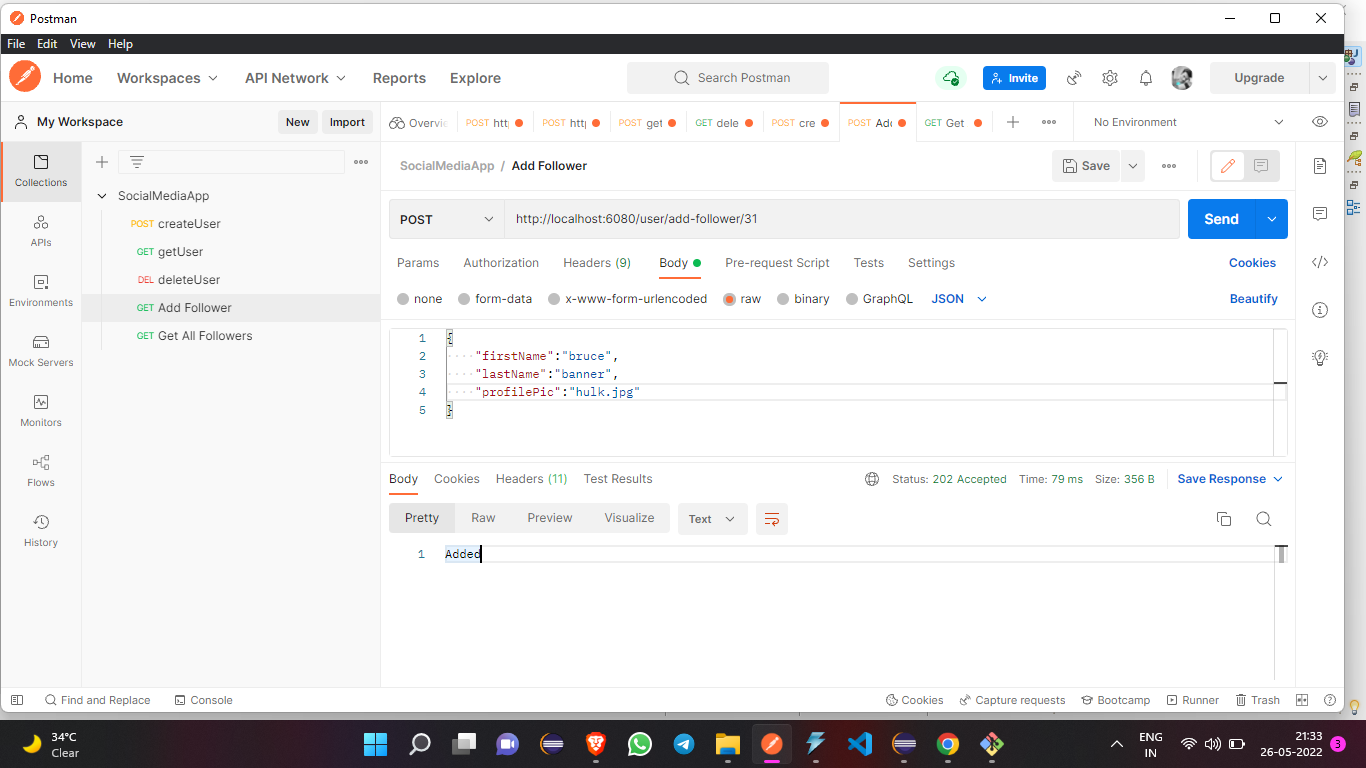 Postman
File Edit View Help
Home Workspaces API Network Reports Explore Search Postman Invite Upgrade
My Workspace New Import
Overvie POST htt POST htt POST get GET dele POST cre POST Add GET Get No Environment
Collections
APIs
Environments
Mock Servers
Monitors
Flows
History
SocialMediaApp
POST createUser
GET getUser
DEL deleteUser
GET Add Follower
GET Get All Followers
SocialMediaApp / Add Follower Save
POST http://localhost:6080/user/add-follower/31 Send
Params Authorization Headers (9) Body Pre-request Script Tests Settings Cookies
none form-data x-www-form-urlencoded raw binary GraphQL JSON Beautify
1 {
2 "firstName":"bruce",
3 "lastName":"banner",
4 "profilePic":"hulk.jpg"
5 }
Body Cookies Headers (11) Test Results Status: 202 Accepted Time: 79 ms Size: 356 B Save Response
Pretty Raw Preview Visualize Text
1 Added
Find and Replace Console Cookies Capture requests Bootcamp Runner Trash
34°C
Clear
ENG
IN
21:33
26-05-2022
3